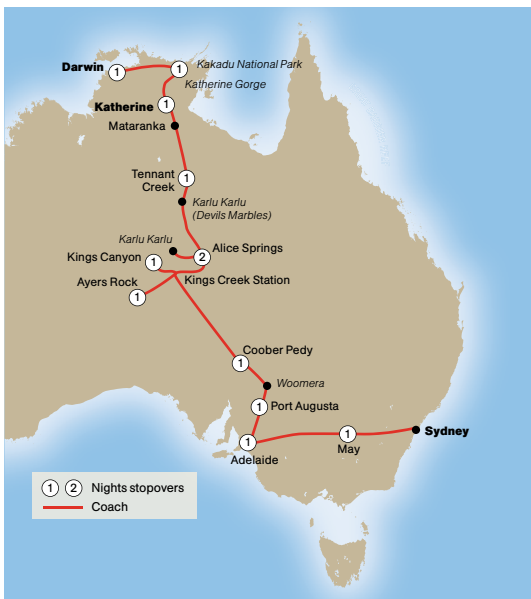 Darwin
1
1
Kakadu National Park
Katherine Gorge
Katherine
1
Mataranka
Tennant
Creek
1
Karlu Karlu
(Devils Marbles)
Karlu Karlu
Alice Springs
2
Kings Canyon
1
Ayers Rock
1
Kings Creek Station
Coober Pedy
1
Woomera
1
Port Augusta
1
Adelaide
1
May
Sydney
1 2 Nights stopovers
Coach